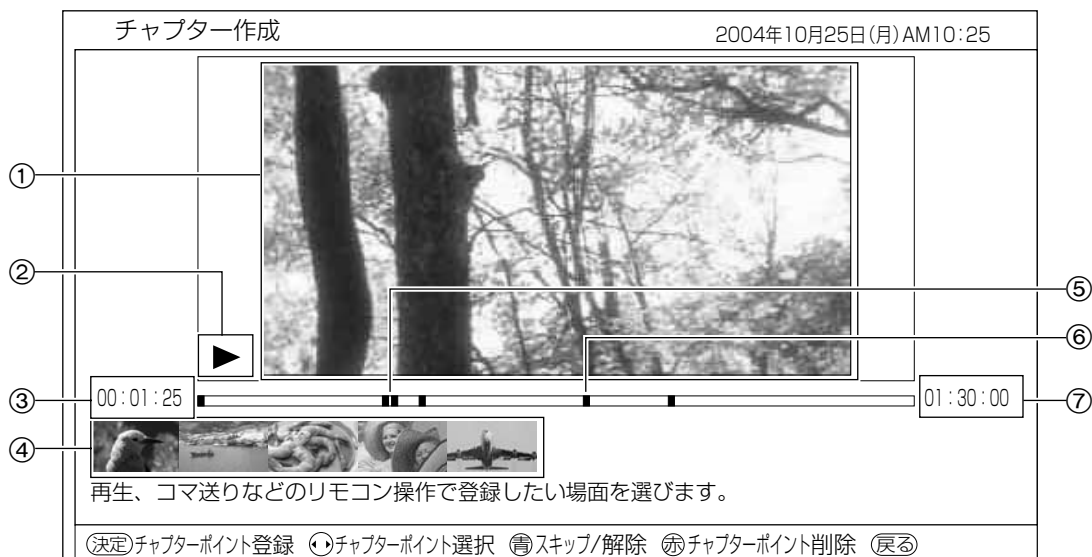 チャプター作成
2004年10月25日(月)AM10:25
①
②
⑤
⑥
③
00:01:25
01:30:00
⑦
④
再生、コマ送りなどのリモコン操作で登録したい場面を選びます。
決定 チャプターポイント登録 チャプターポイント選択 青 スキップ/解除 赤 チャプターポイント削除 戻る